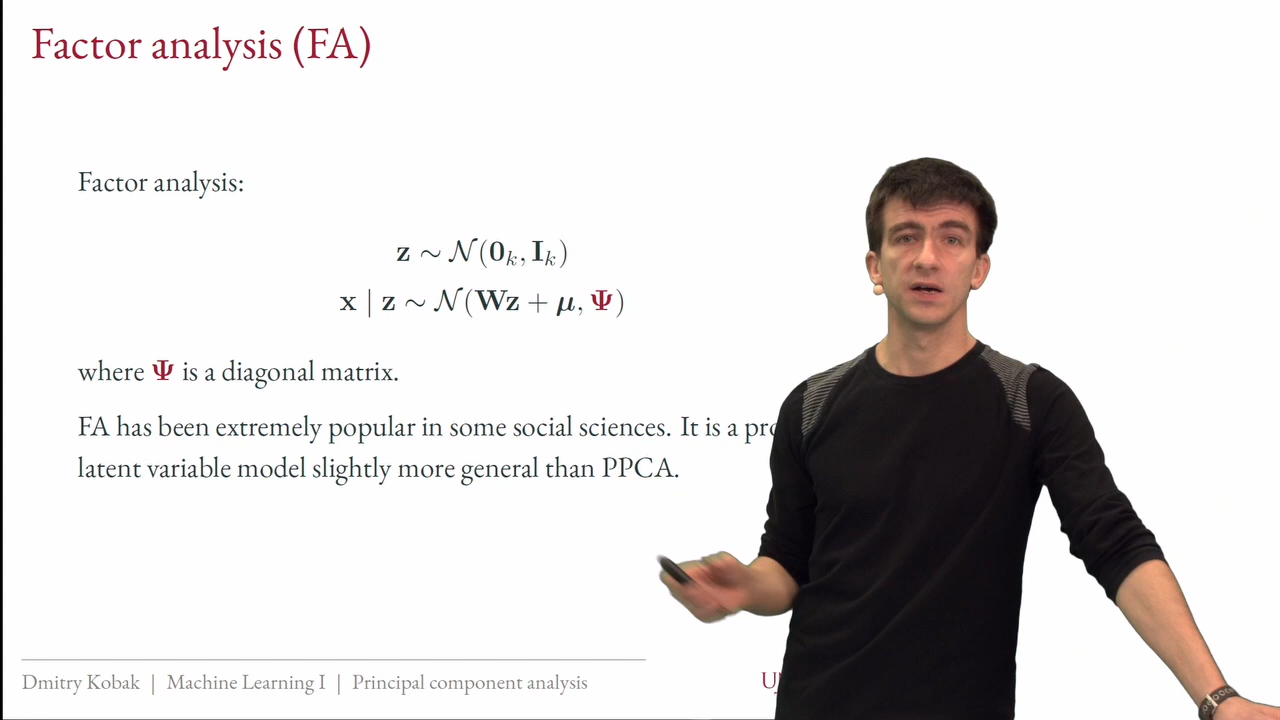 Factor analysis (FA)
Factor analysis:
z ∼ 𝒩(0ₖ, Iₖ)
x | z ∼ 𝒩(Wz + μ, Ψ)
where Ψ is a diagonal matrix.
FA has been extremely popular in some social sciences. It is a
latent variable model slightly more general than PPCA.
Dmitry Kobak | Machine Learning I | Principal component analysis